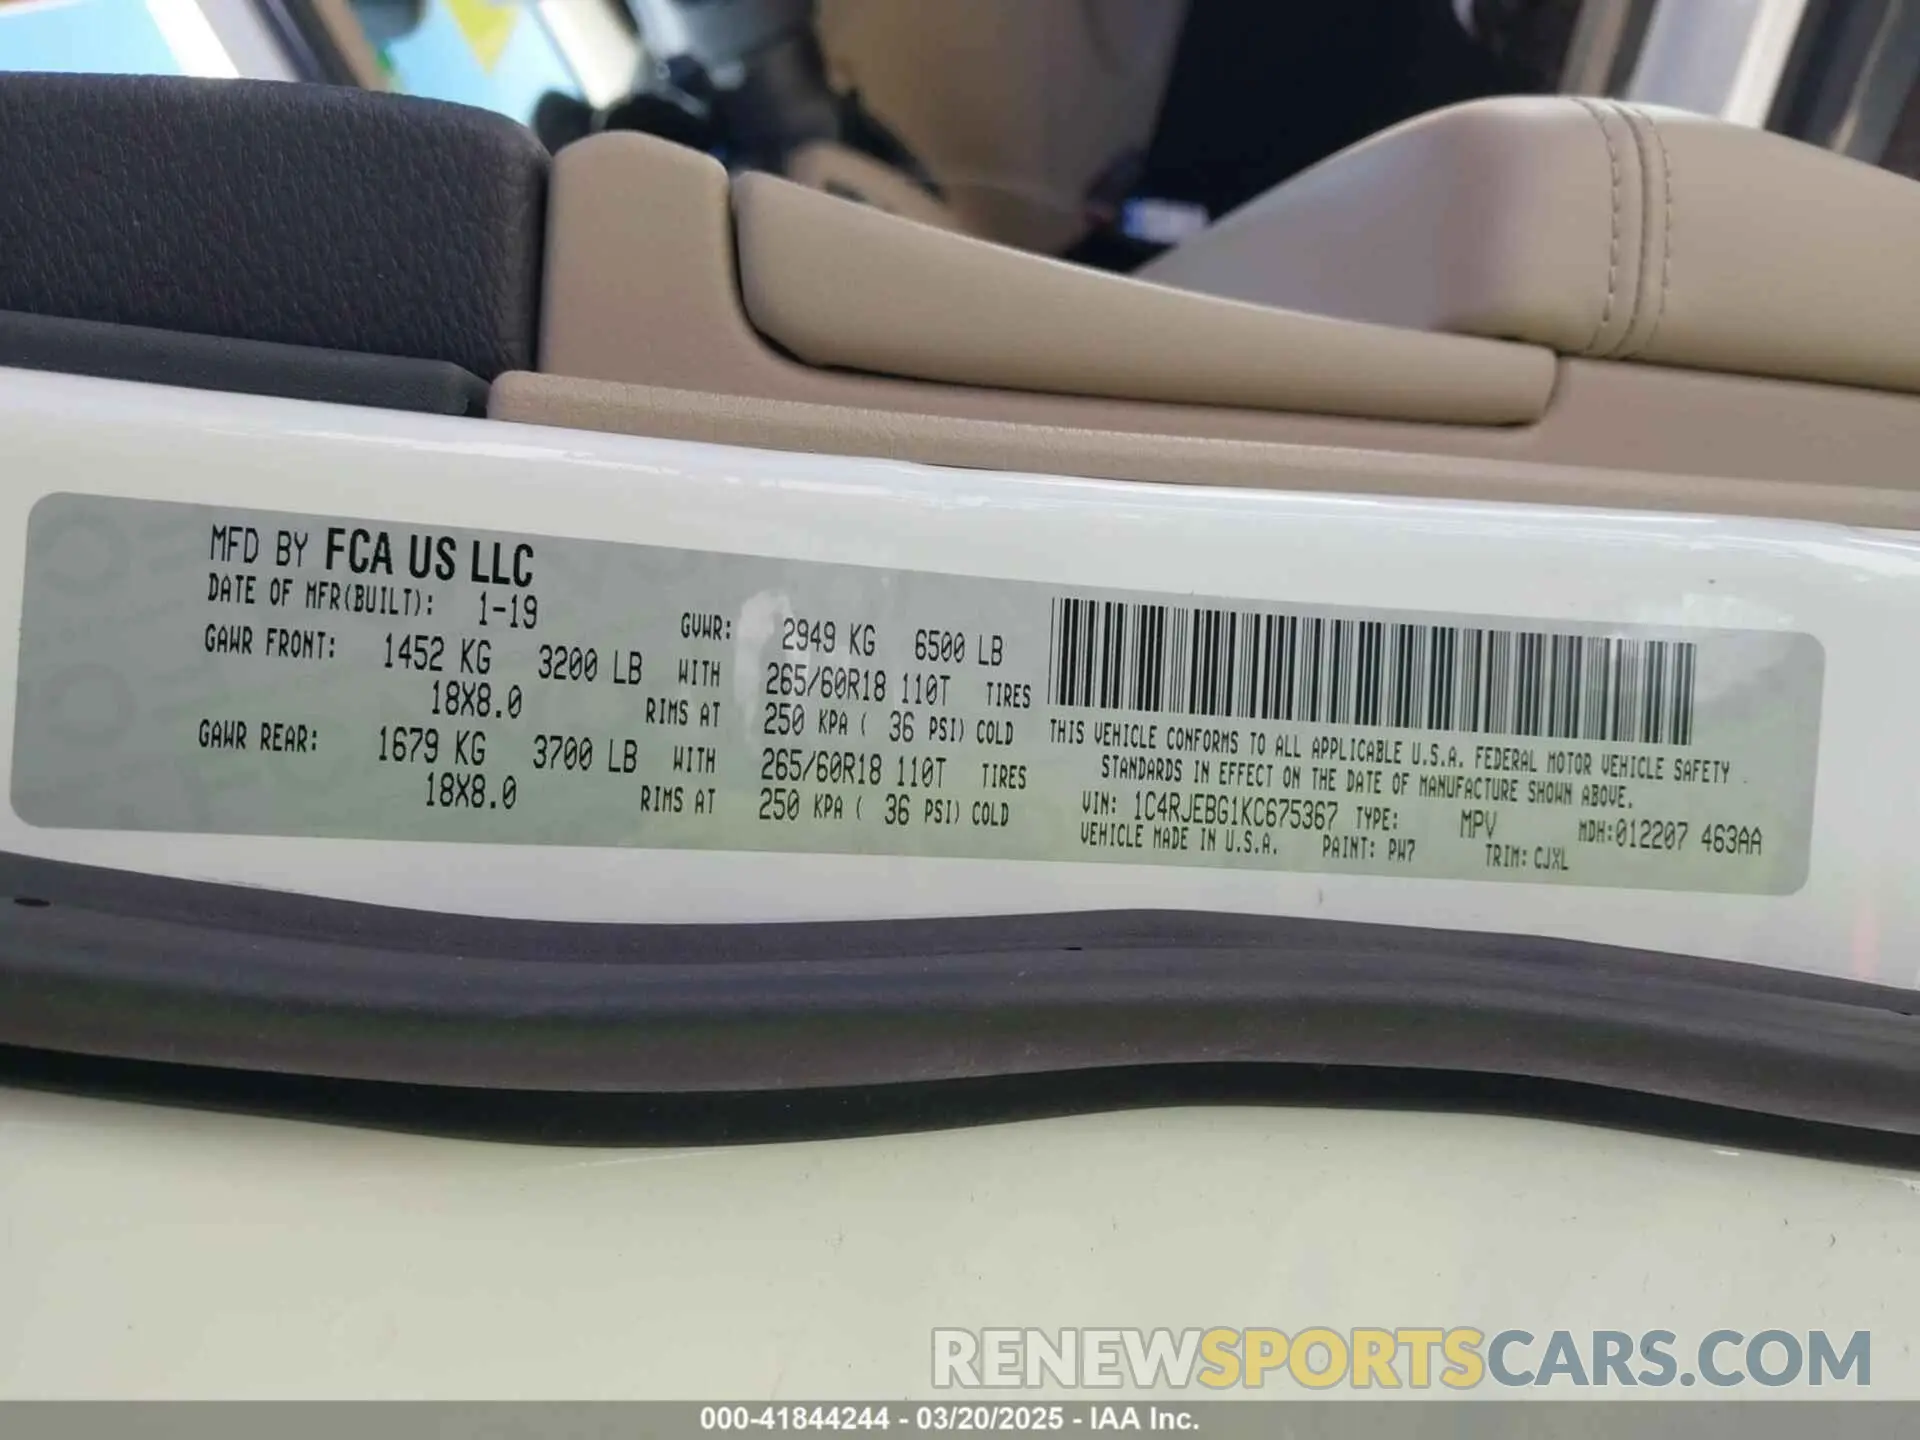 MFD BY FCA US LLC
DATE OF MFR(BUILT): 1-19
GVWR: 2949 KG 6500 LB
GAWR FRONT: 1452 KG 3200 LB WITH 265/60R18 110T TIRES
18X8.0 RIMS AT 250 KPA ( 36 PSI) COLD
GAWR REAR: 1679 KG 3700 LB WITH 265/60R18 110T TIRES
18X8.0 RIMS AT 250 KPA ( 36 PSI) COLD
THIS VEHICLE CONFORMS TO ALL APPLICABLE U.S.A. FEDERAL MOTOR VEHICLE SAFETY
STANDARDS IN EFFECT ON THE DATE OF MANUFACTURE SHOWN ABOVE.
VIN: 1C4RJEBG1KC675367 TYPE: MPV MDH:012207 463AA
VEHICLE MADE IN U.S.A. PAINT: PW7 TRIM: CJXL
RENEWSPORTSCARS.COM
000-41844244 - 03/20/2025 - IAA Inc.